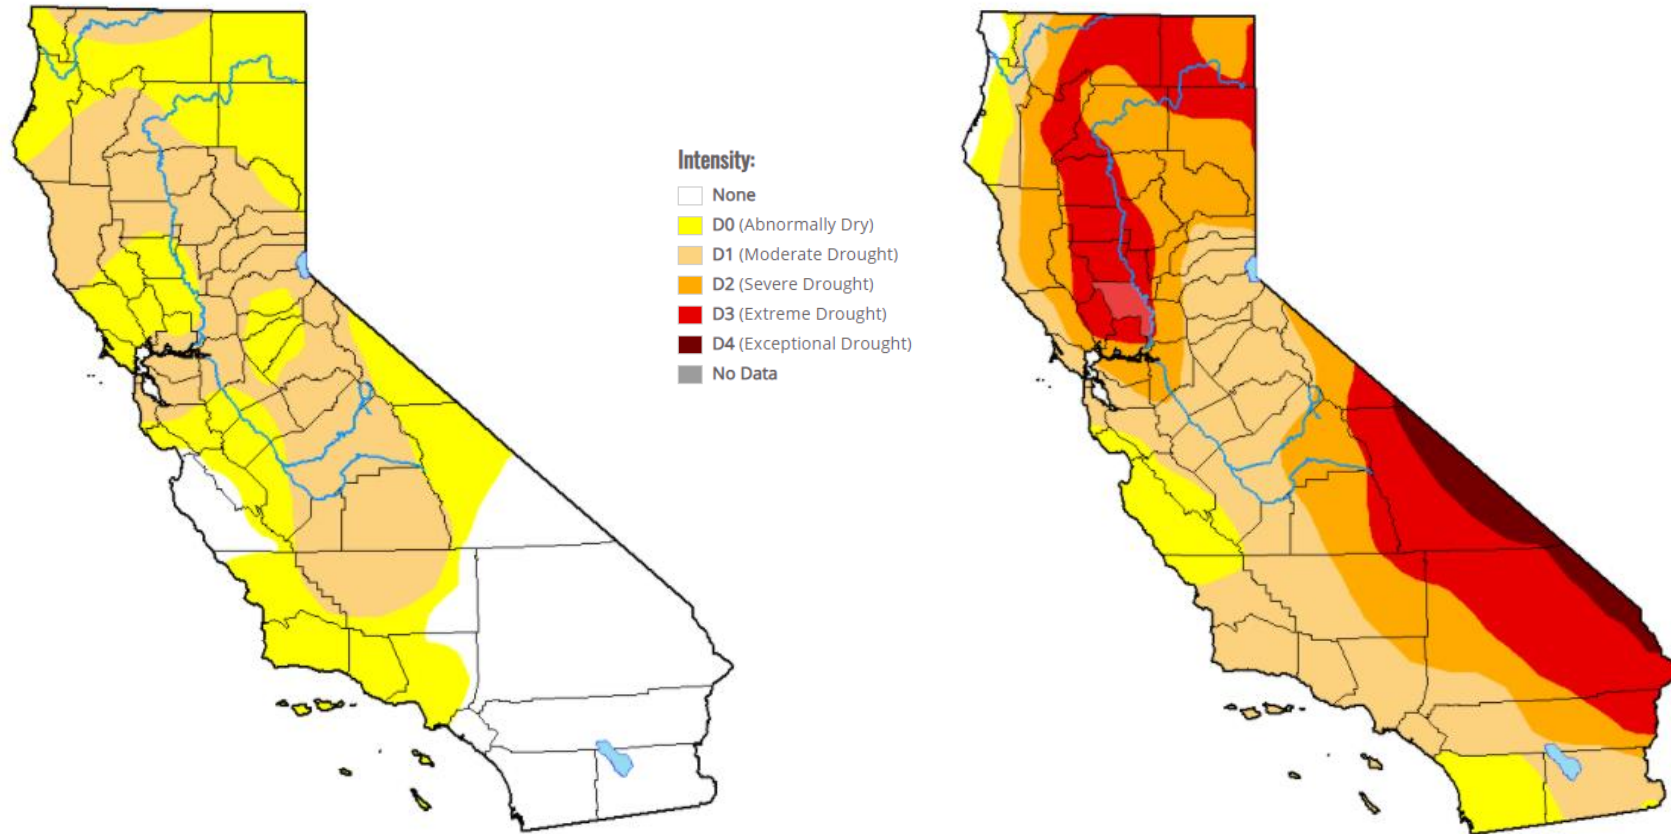 Intensity:
None
D0 (Abnormally Dry)
D1 (Moderate Drought)
D2 (Severe Drought)
D3 (Extreme Drought)
D4 (Exceptional Drought)
No Data